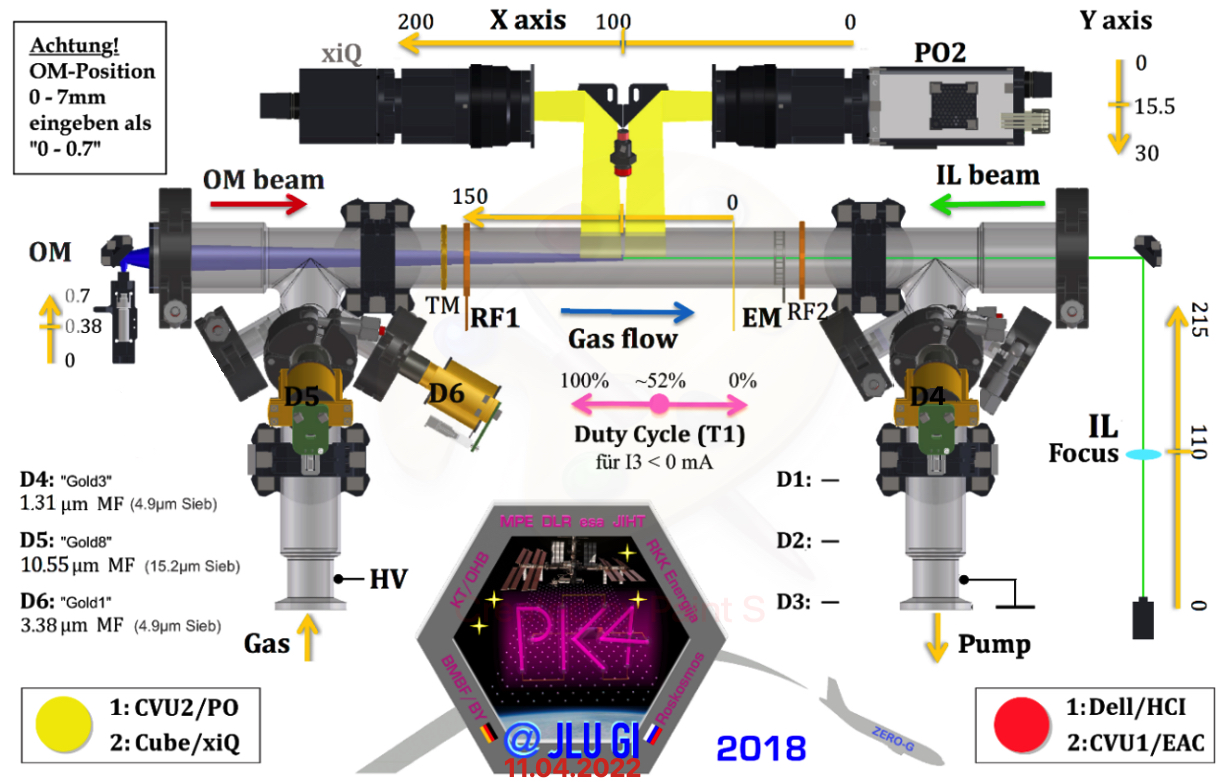 200
X axis
100
0
Y axis
Achtung!
OM-Position
0 - 7mm
eingeben als
"0 - 0.7"
xiQ
PO2
0
15.5
30
OM beam
IL beam
150
0
OM
TM
RF1
EM
RF2
Gas flow
0.7
0.38
0
215
110
0
D5
D6
D4
100%
~52%
0%
Duty Cycle (T1)
für I3 < 0 mA
IL
Focus
D4: "Gold3"
1.31 µm MF (4.9µm Sieb)
D5: "Gold8"
10.55 µm MF (15.2µm Sieb)
D6: "Gold1"
3.38 µm MF (4.9µm Sieb)
D1: —
D2: —
D3: —
HV
Gas
Pump
MPE DLR esa JIHT
KT/OHB
RKK Energija
PK4
BMBF/BY
Roskosmos
@ JLU GI
11.04.2022
2018
ZERO-G
1: CVU2/PO
2: Cube/xiQ
1:Dell/HCI
2:CVU1/EAC